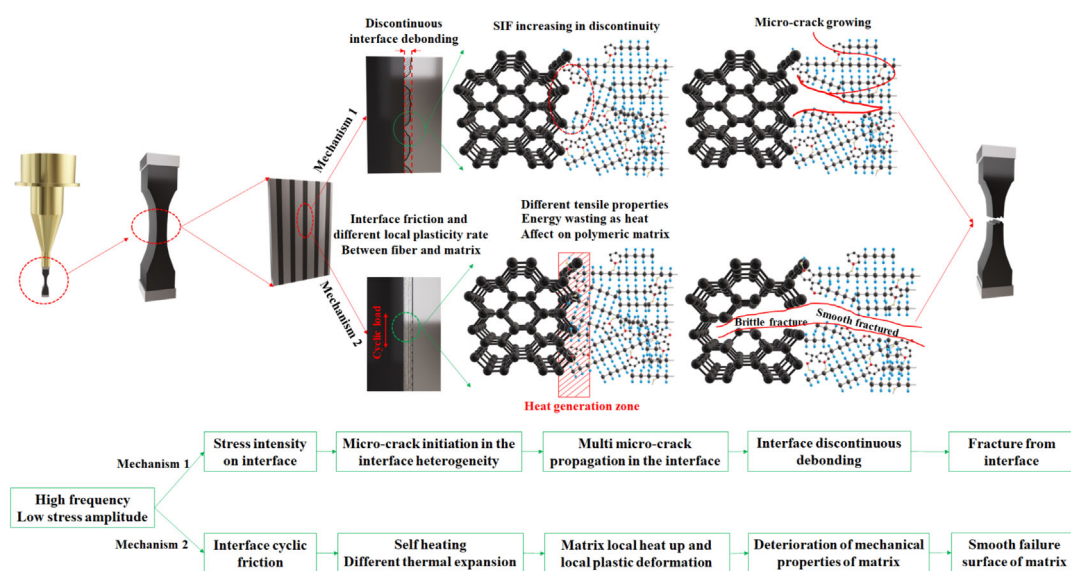 Discontinuous
interface debonding
SIF increasing in discontinuity
Micro-crack growing
Mechanism 1
Interface friction and
different local plasticity rate
Between fiber and matrix
Different tensile properties
Energy wasting as heat
Affect on polymeric matrix
Mechanism 2
Cyclic load
Brittle fracture
Smooth fractured
Heat generation zone
Mechanism 1
Stress intensity
on interface
Micro-crack initiation in the
interface heterogeneity
Multi micro-crack
propagation in the interface
Interface discontinuous
debonding
Fracture from
interface
High frequency
Low stress amplitude
Mechanism 2
Interface cyclic
friction
Self heating
Different thermal expansion
Matrix local heat up and
local plastic deformation
Deterioration of mechanical
properties of matrix
Smooth failure
surface of matrix